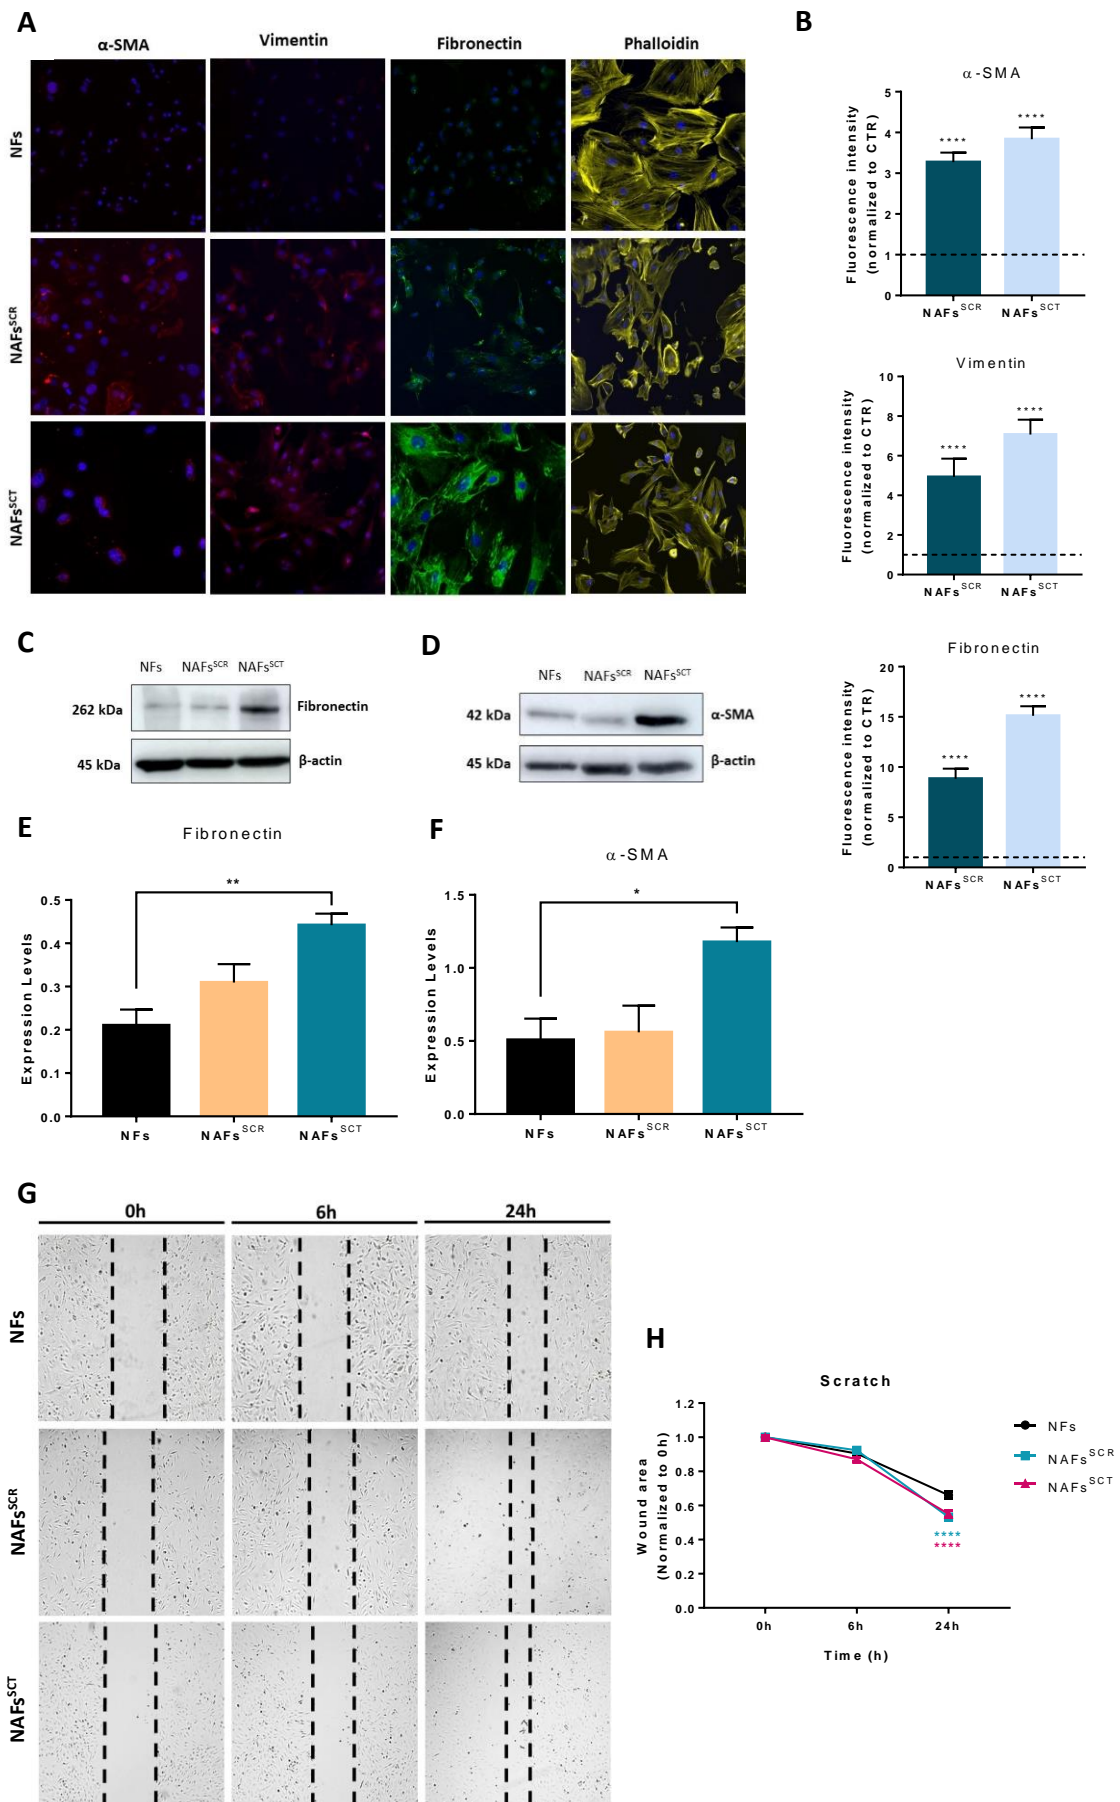 A
α-SMA
Vimentin
Fibronectin
Phalloidin
NFs
NAFsSCR
NAFsSCT
B
α-SMA
Fluorescence intensity
(normalized to CTR)
5
4
3
2
1
0
****
****
NAFsSCR
NAFsSCT
Vimentin
Fluorescence intensity
(normalized to CTR)
10
8
6
4
2
0
****
****
NAFsSCR
NAFsSCT
Fibronectin
Fluorescence intensity
(normalized to CTR)
20
15
10
5
0
****
****
NAFsSCR
NAFsSCT
C
NFs NAFsSCR NAFsSCT
262 kDa Fibronectin
45 kDa β-actin
D
NFs NAFsSCR NAFsSCT
42 kDa α-SMA
45 kDa β-actin
E
Fibronectin
**
Expression Levels
0.5
0.4
0.3
0.2
0.1
0.0
NFs NAFsSCR NAFsSCT
F
α-SMA
*
Expression Levels
1.5
1.0
0.5
0.0
NFs NAFsSCR NAFsSCT
G
0h 6h 24h
NFs
NAFsSCR
NAFsSCT
H
Scratch
Wound area
(Normalized to 0h)
1.2
1.0
0.8
0.6
0.4
0.2
0.0
****
****
0h 6h 24h
Time (h)
NFs
NAFsSCR
NAFsSCT